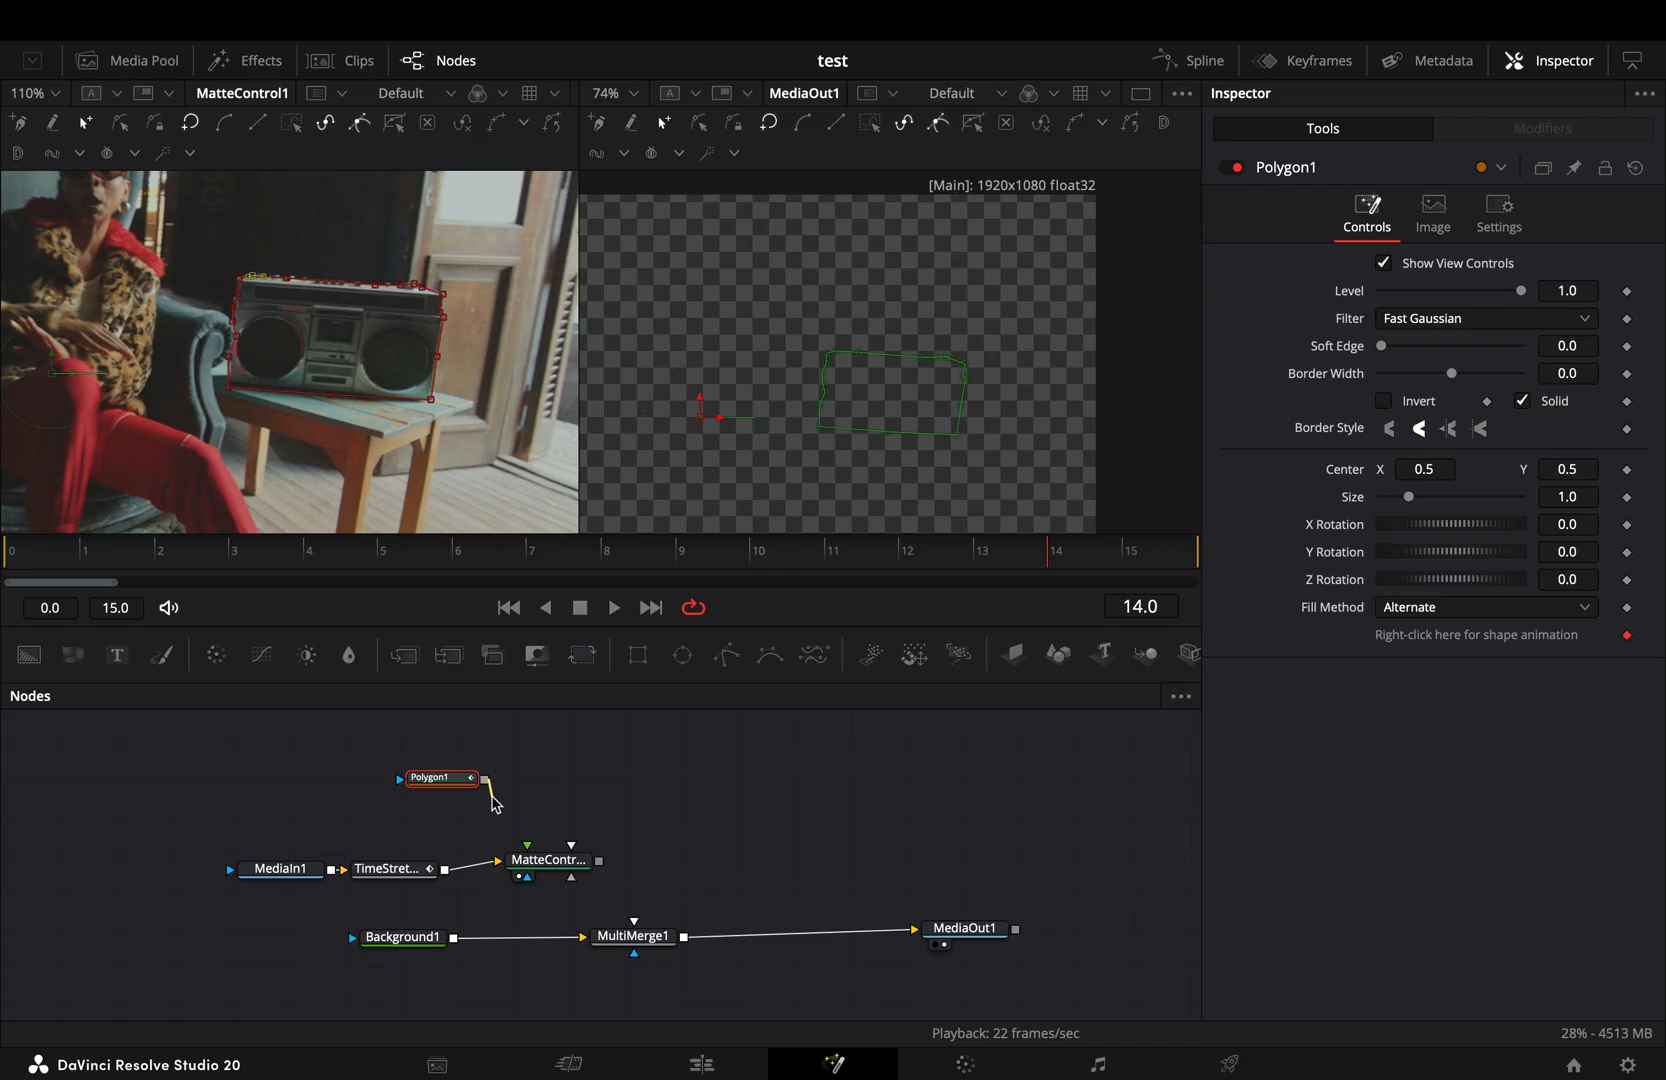 Media Pool
Effects
Clips
Nodes
test
Spline
Keyframes
Metadata
Inspector
110%
A
MatteControl1
Default
74%
A
MediaOut1
Default
Inspector
D
D
Tools
Modifiers
Polygon1
[Main]: 1920x1080 float32
Controls
Image
Settings
Show View Controls
Level
1.0
Filter
Fast Gaussian
Soft Edge
0.0
Border Width
0.0
Invert
Solid
Border Style
Center X 0.5 Y 0.5
Size
1.0
X Rotation
0.0
Y Rotation
0.0
Z Rotation
0.0
Fill Method
Alternate
Right-click here for shape animation
0 1 2 3 4 5 6 7 8 9 10 11 12 13 14 15
0.0
15.0
14.0
T
T
Nodes
Polygon1
MediaIn1
TimeStret...
MatteContr...
Background1
MultiMerge1
MediaOut1
Playback: 22 frames/sec
28% - 4513 MB
DaVinci Resolve Studio 20